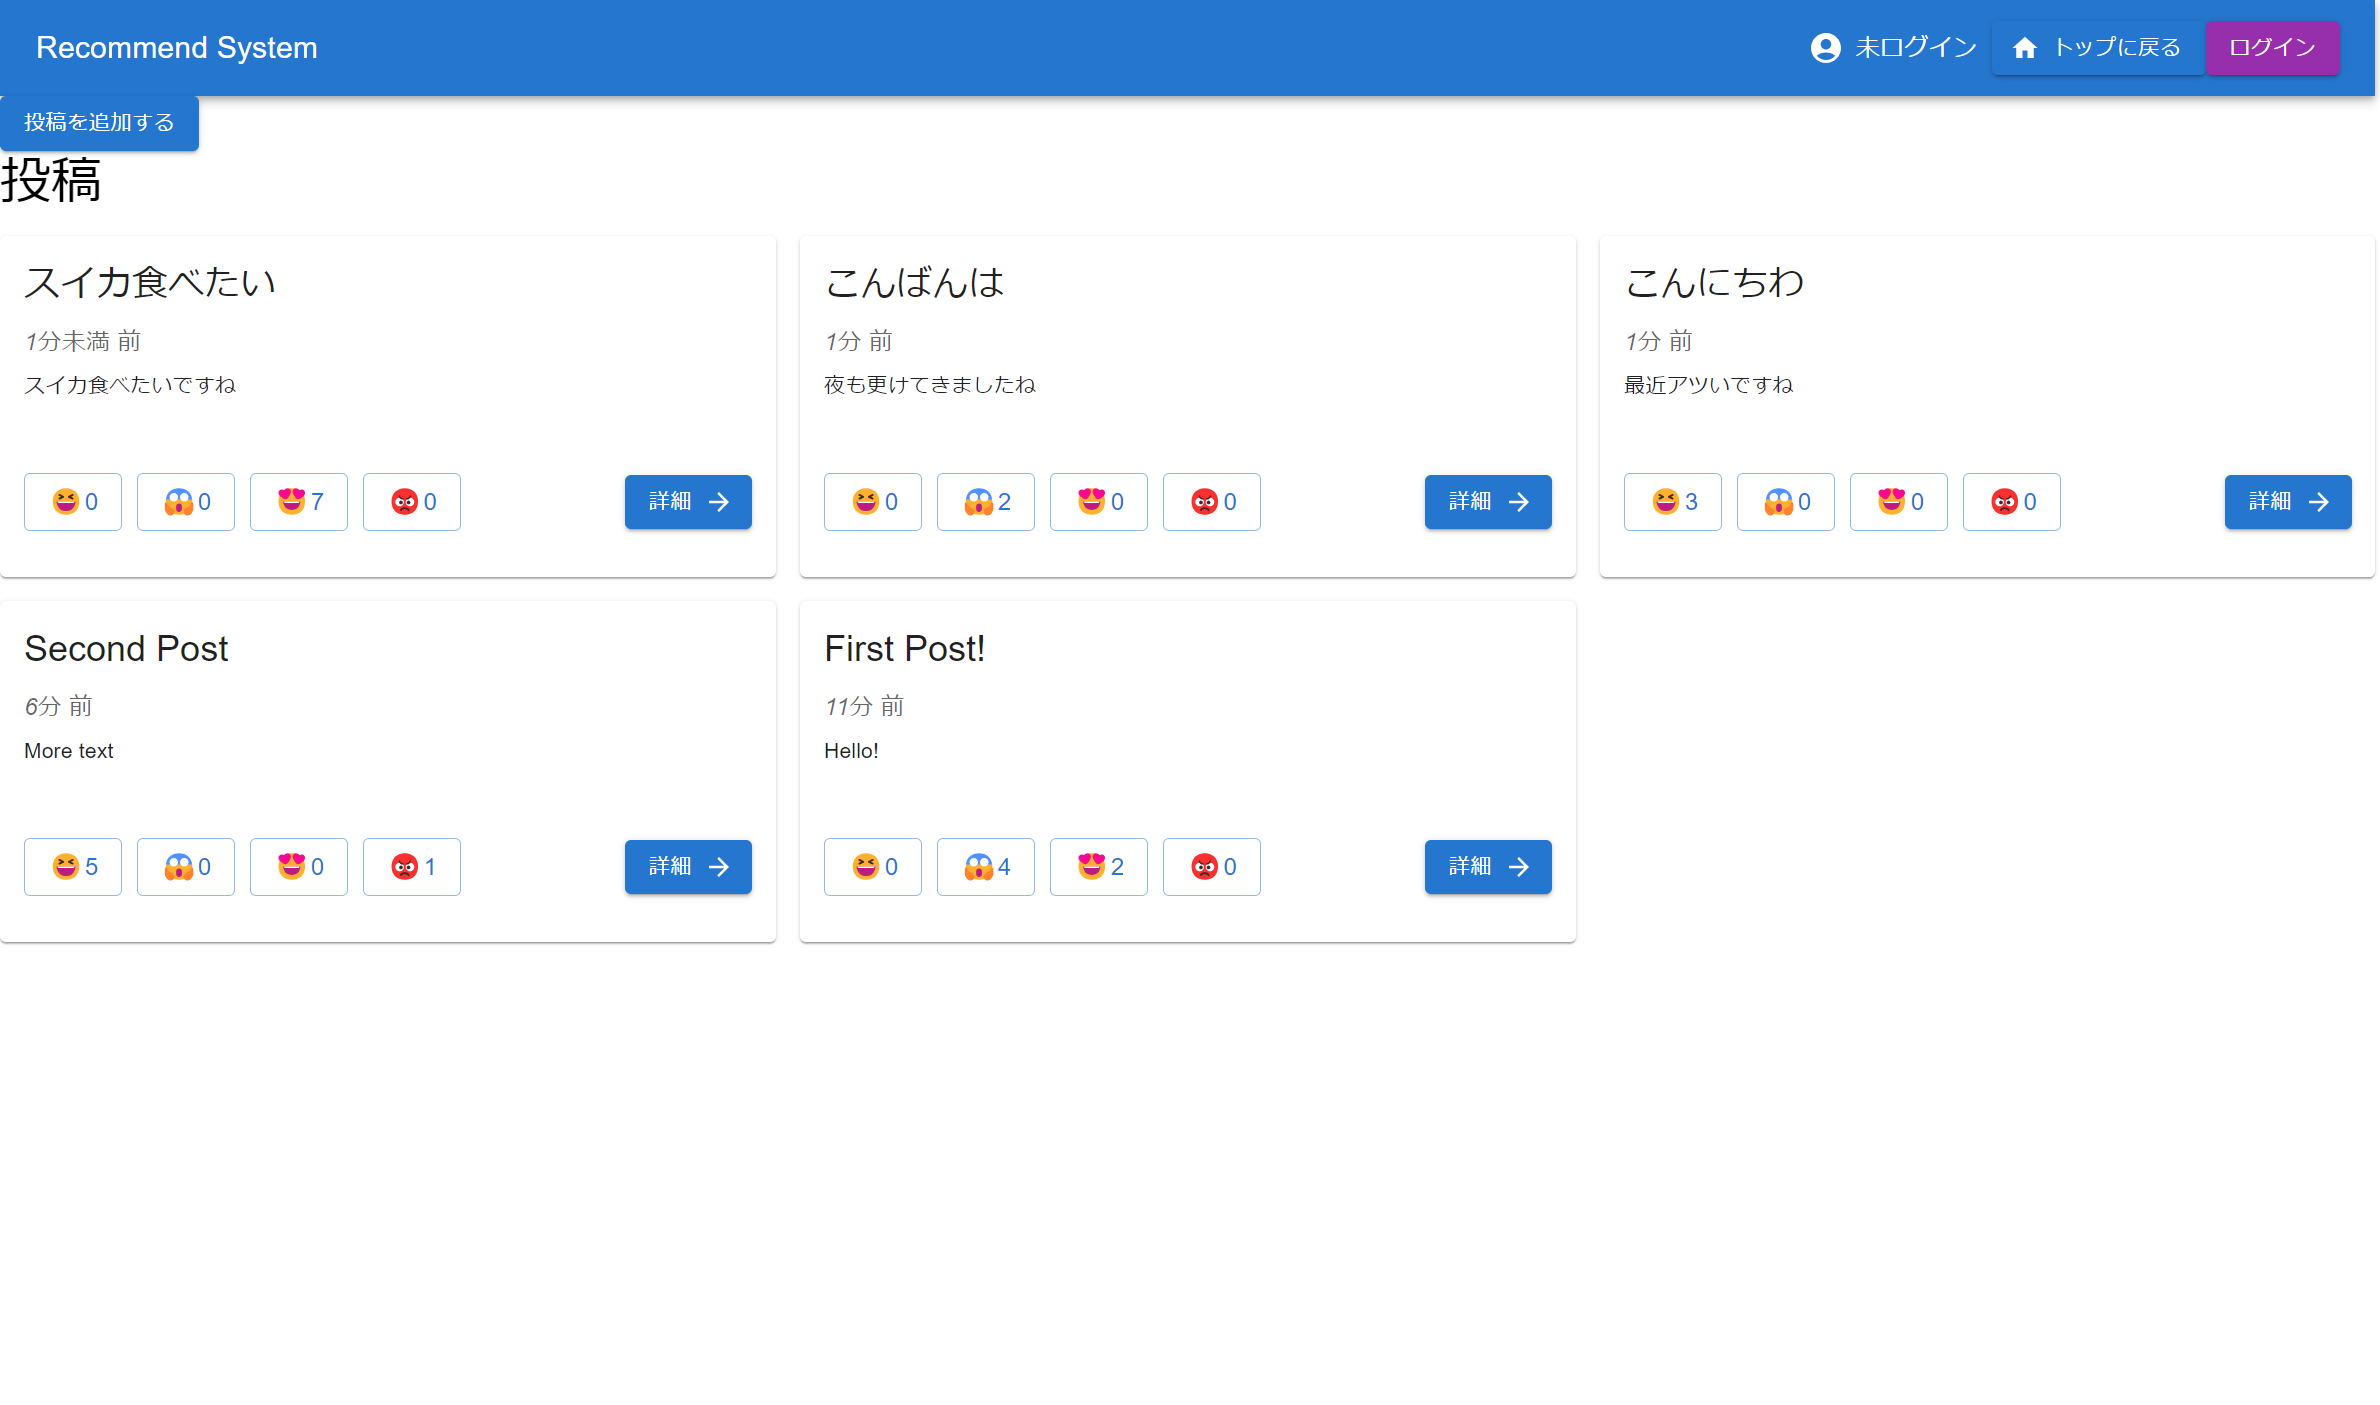 Recommend System
未ログイン
トップに戻る
ログイン
投稿を追加する
投稿
スイカ食べたい
1分未満 前
スイカ食べたいですね
😆 0 😱 0 😍 7 😡 0
詳細 →
こんばんは
1分 前
夜も更けてきましたね
😆 0 😱 2 😍 0 😡 0
詳細 →
こんにちわ
1分 前
最近アツいですね
😆 3 😱 0 😍 0 😡 0
詳細 →
Second Post
6分 前
More text
😆 5 😱 0 😍 0 😡 1
詳細 →
First Post!
11分 前
Hello!
😆 0 😱 4 😍 2 😡 0
詳細 →